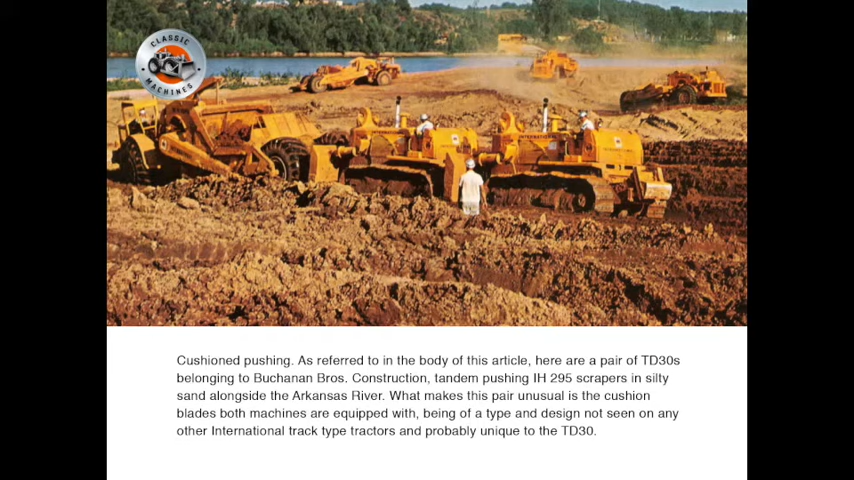 CLASSIC
MACHINES
INTERNATIONAL
Cushioned pushing. As referred to in the body of this article, here are a pair of TD30s
belonging to Buchanan Bros. Construction, tandem pushing IH 295 scrapers in silty
sand alongside the Arkansas River. What makes this pair unusual is the cushion
blades both machines are equipped with, being of a type and design not seen on any
other International track type tractors and probably unique to the TD30.